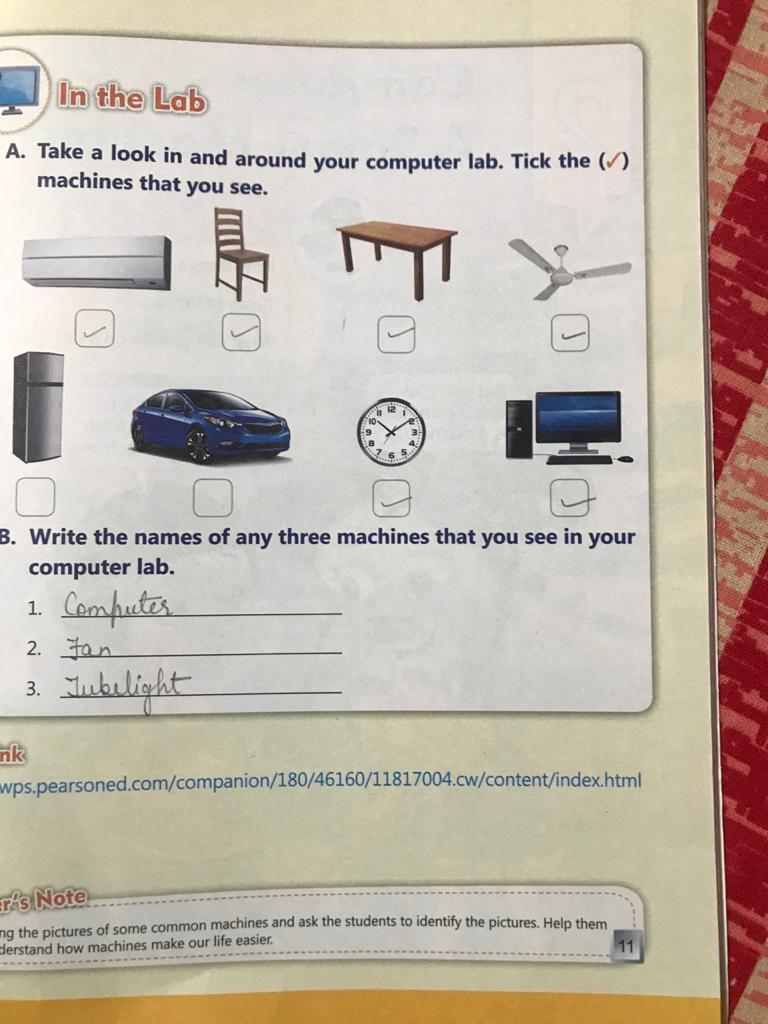 In the Lab
A. Take a look in and around your computer lab. Tick the (✓)
machines that you see.
B. Write the names of any three machines that you see in your
computer lab.
1. Computer
2. Fan
3. Tubelight
nk
wps.pearsoned.com/companion/180/46160/11817004.cw/content/index.html
er's Note
ng the pictures of some common machines and ask the students to identify the pictures. Help them
derstand how machines make our life easier.
11